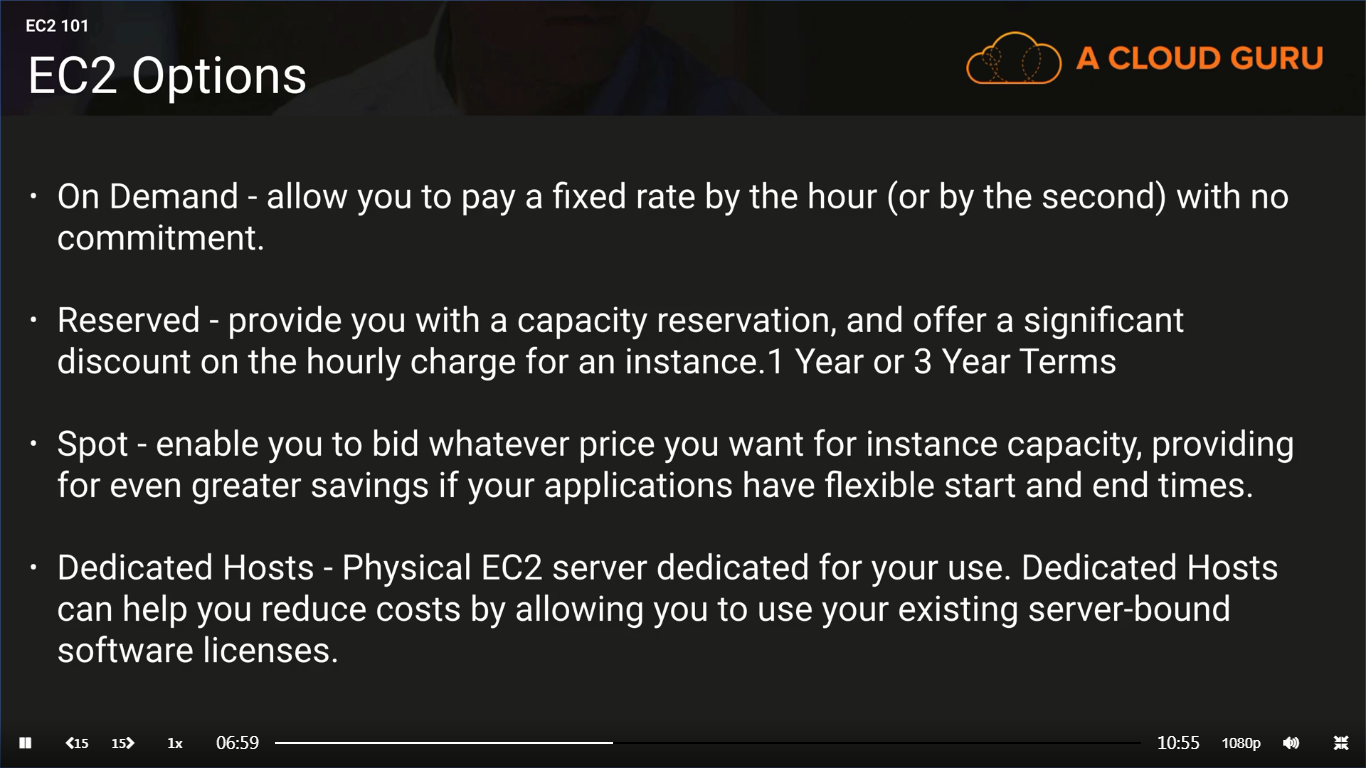 EC2 101
EC2 Options
A CLOUD GURU
· On Demand - allow you to pay a fixed rate by the hour (or by the second) with no
commitment.
· Reserved - provide you with a capacity reservation, and offer a significant
discount on the hourly charge for an instance.1 Year or 3 Year Terms
· Spot - enable you to bid whatever price you want for instance capacity, providing
for even greater savings if your applications have flexible start and end times.
· Dedicated Hosts - Physical EC2 server dedicated for your use. Dedicated Hosts
can help you reduce costs by allowing you to use your existing server-bound
software licenses.
15 15 1x 06:59 10:55 1080p